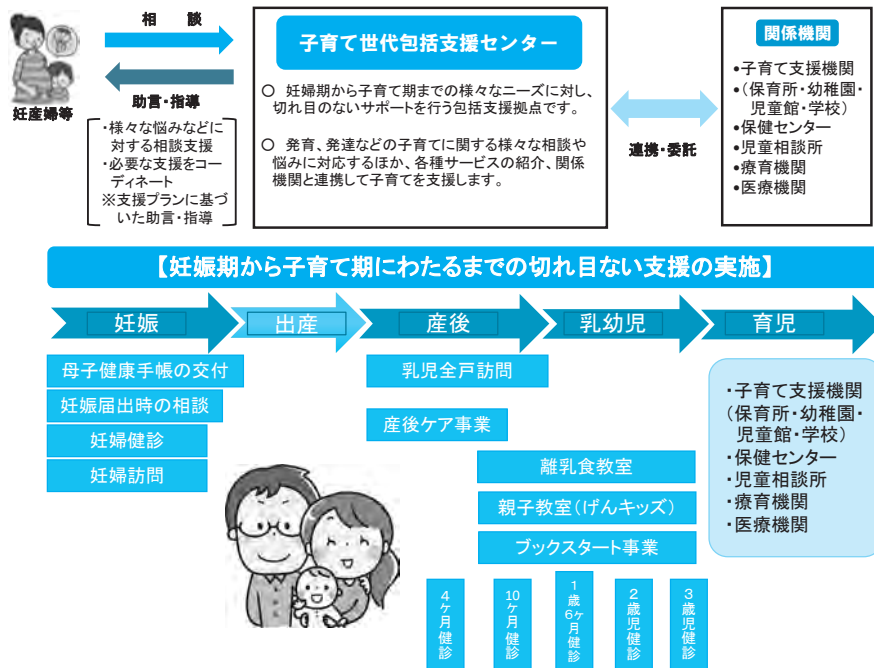 相　談
妊産婦等
助言・指導
・様々な悩みなどに
対する相談支援
・必要な支援をコー
ディネート
※支援プランに基づ
いた助言・指導
子育て世代包括支援センター
○　妊婦期から子育て期までの様々なニーズに対し、
切れ目のないサポートを行う包括支援拠点です。
○　発育、発達などの子育てに関する様々な相談や
悩みに対応するほか、各種サービスの紹介、関係
機関と連携して子育てを支援します。
連携・委託
関係機関
•子育て支援機関
•(保育所・幼稚園・
児童館・学校)
•保健センター
•児童相談所
•療育機関
•医療機関
【妊娠期から子育て期にわたるまでの切れ目ない支援の実施】
妊娠
出産
産後
乳幼児
育児
母子健康手帳の交付
妊娠届出時の相談
妊婦健診
妊婦訪問
乳児全戸訪問
産後ケア事業
離乳食教室
親子教室(げんキッズ)
ブックスタート事業
4ヶ月健診
10ヶ月健診
1歳6ヶ月健診
2歳児健診
3歳児健診
・子育て支援機関
(保育所・幼稚園・
児童館・学校)
・保健センター
・児童相談所
・療育機関
・医療機関